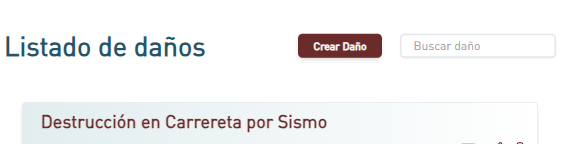 Listado de daños
Crear Daño
Buscar daño
Destrucción en Carrereta por Sismo